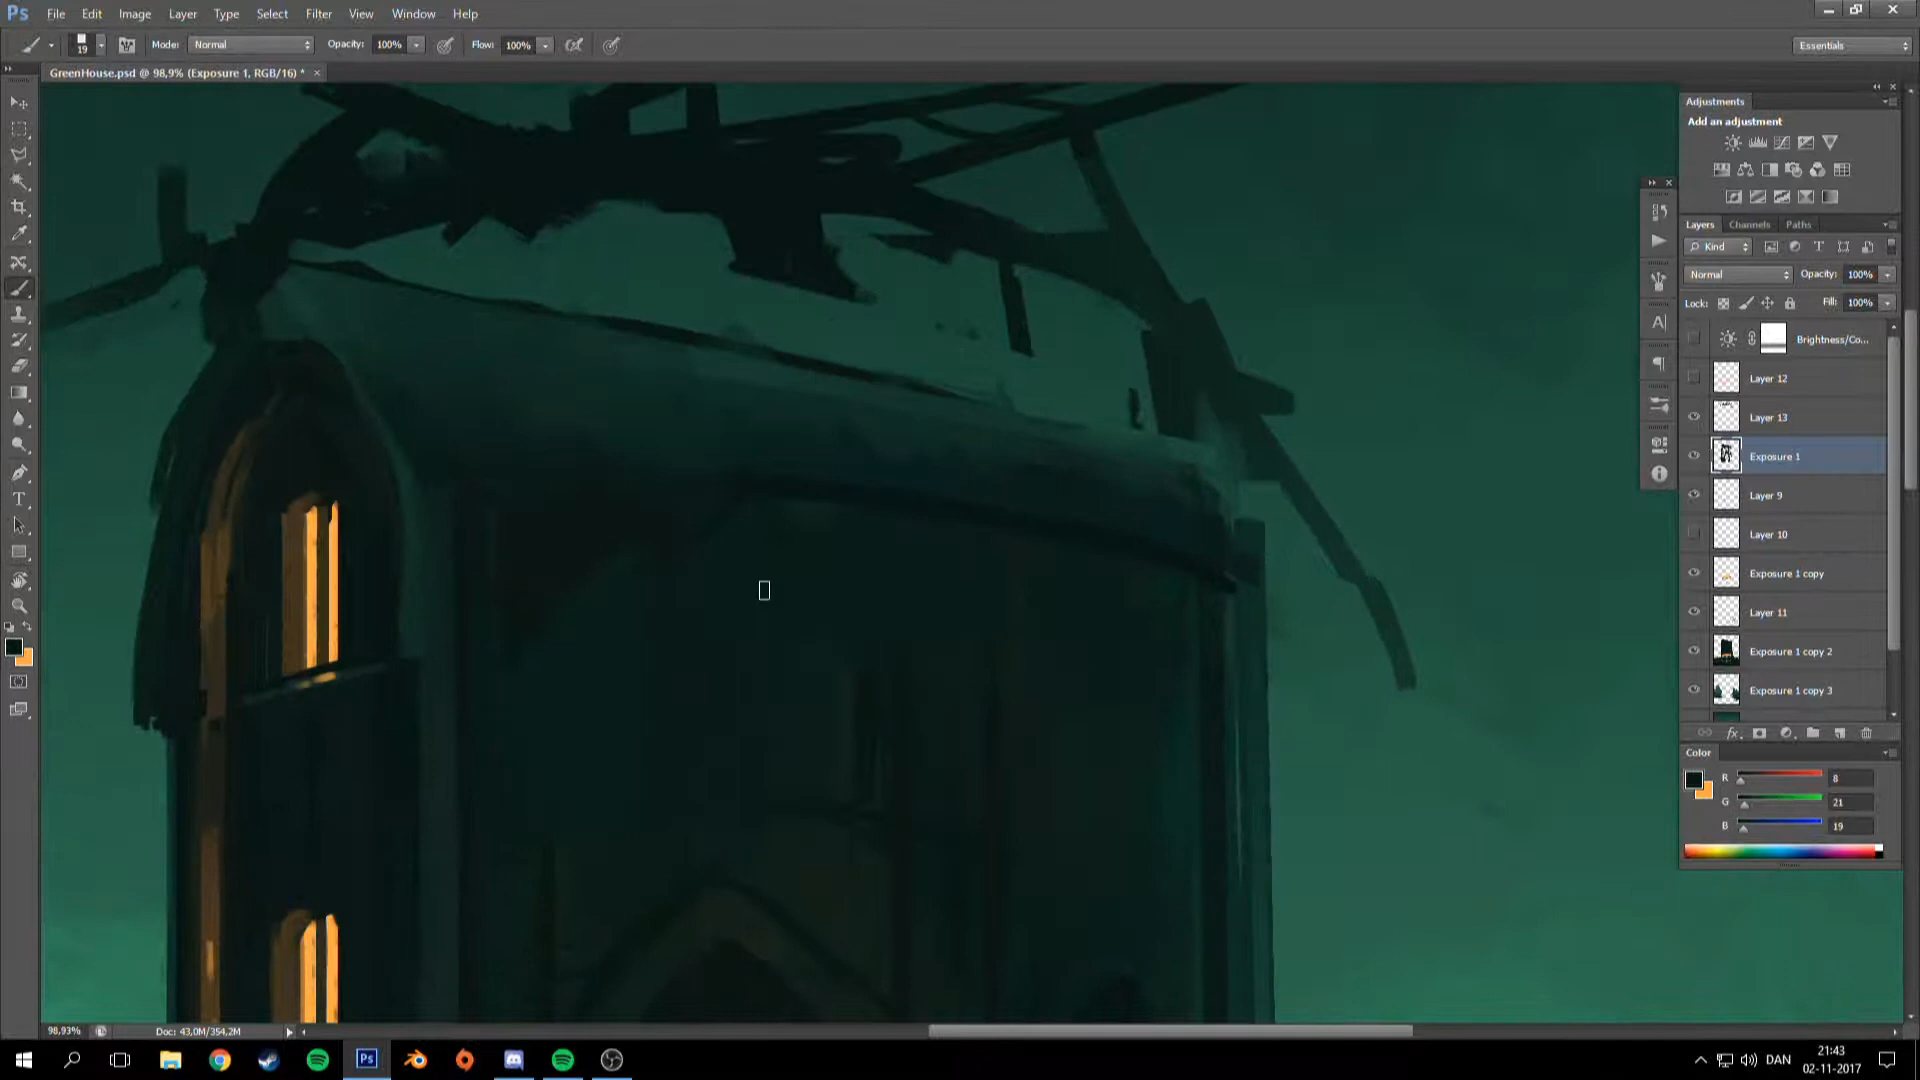 Ps File Edit Image Layer Type Select Filter View Window Help
19 Mode: Normal Opacity: 100% Flow: 100% Essentials
GreenHouse.psd @ 98,9% (Exposure 1, RGB/16) * ×
Adjustments
Add an adjustment
Layers Channels Paths
Kind
Normal Opacity: 100%
Lock: Fill: 100%
Brightness/Co...
Layer 12
Layer 13
Exposure 1
Layer 9
Layer 10
Exposure 1 copy
Layer 11
Exposure 1 copy 2
Exposure 1 copy 3
Color
R 8
G 21
B 19
98,93% Doc: 43,0M/354,2M
Ps DAN 21:43
02-11-2017